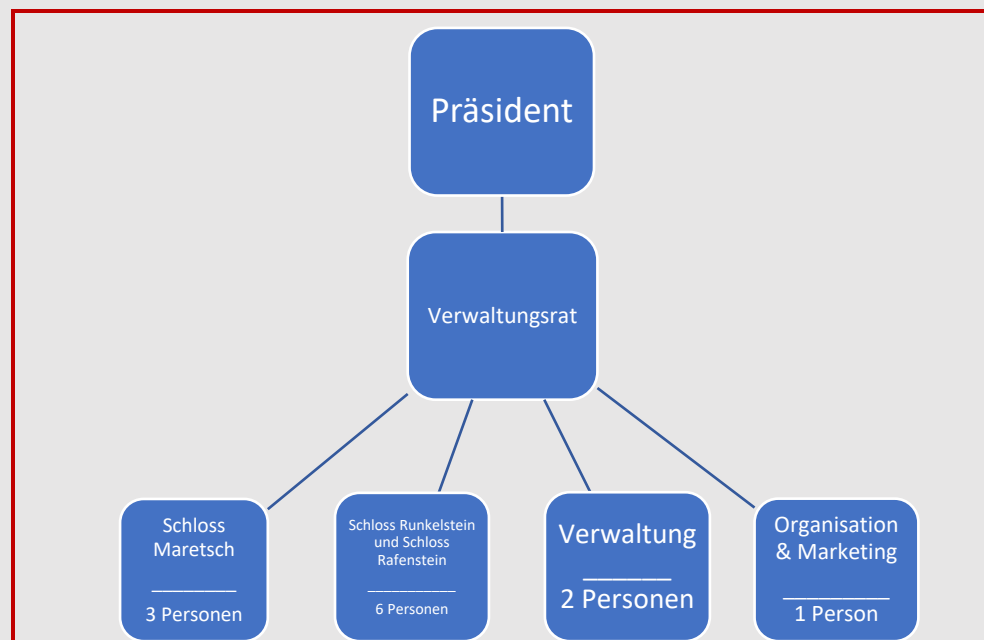 Präsident
Verwaltungsrat
Schloss
Maretsch
________
3 Personen
Schloss Runkelstein
und Schloss
Rafenstein
___________
6 Personen
Verwaltung
______
2 Personen
Organisation
& Marketing
__________
1 Person